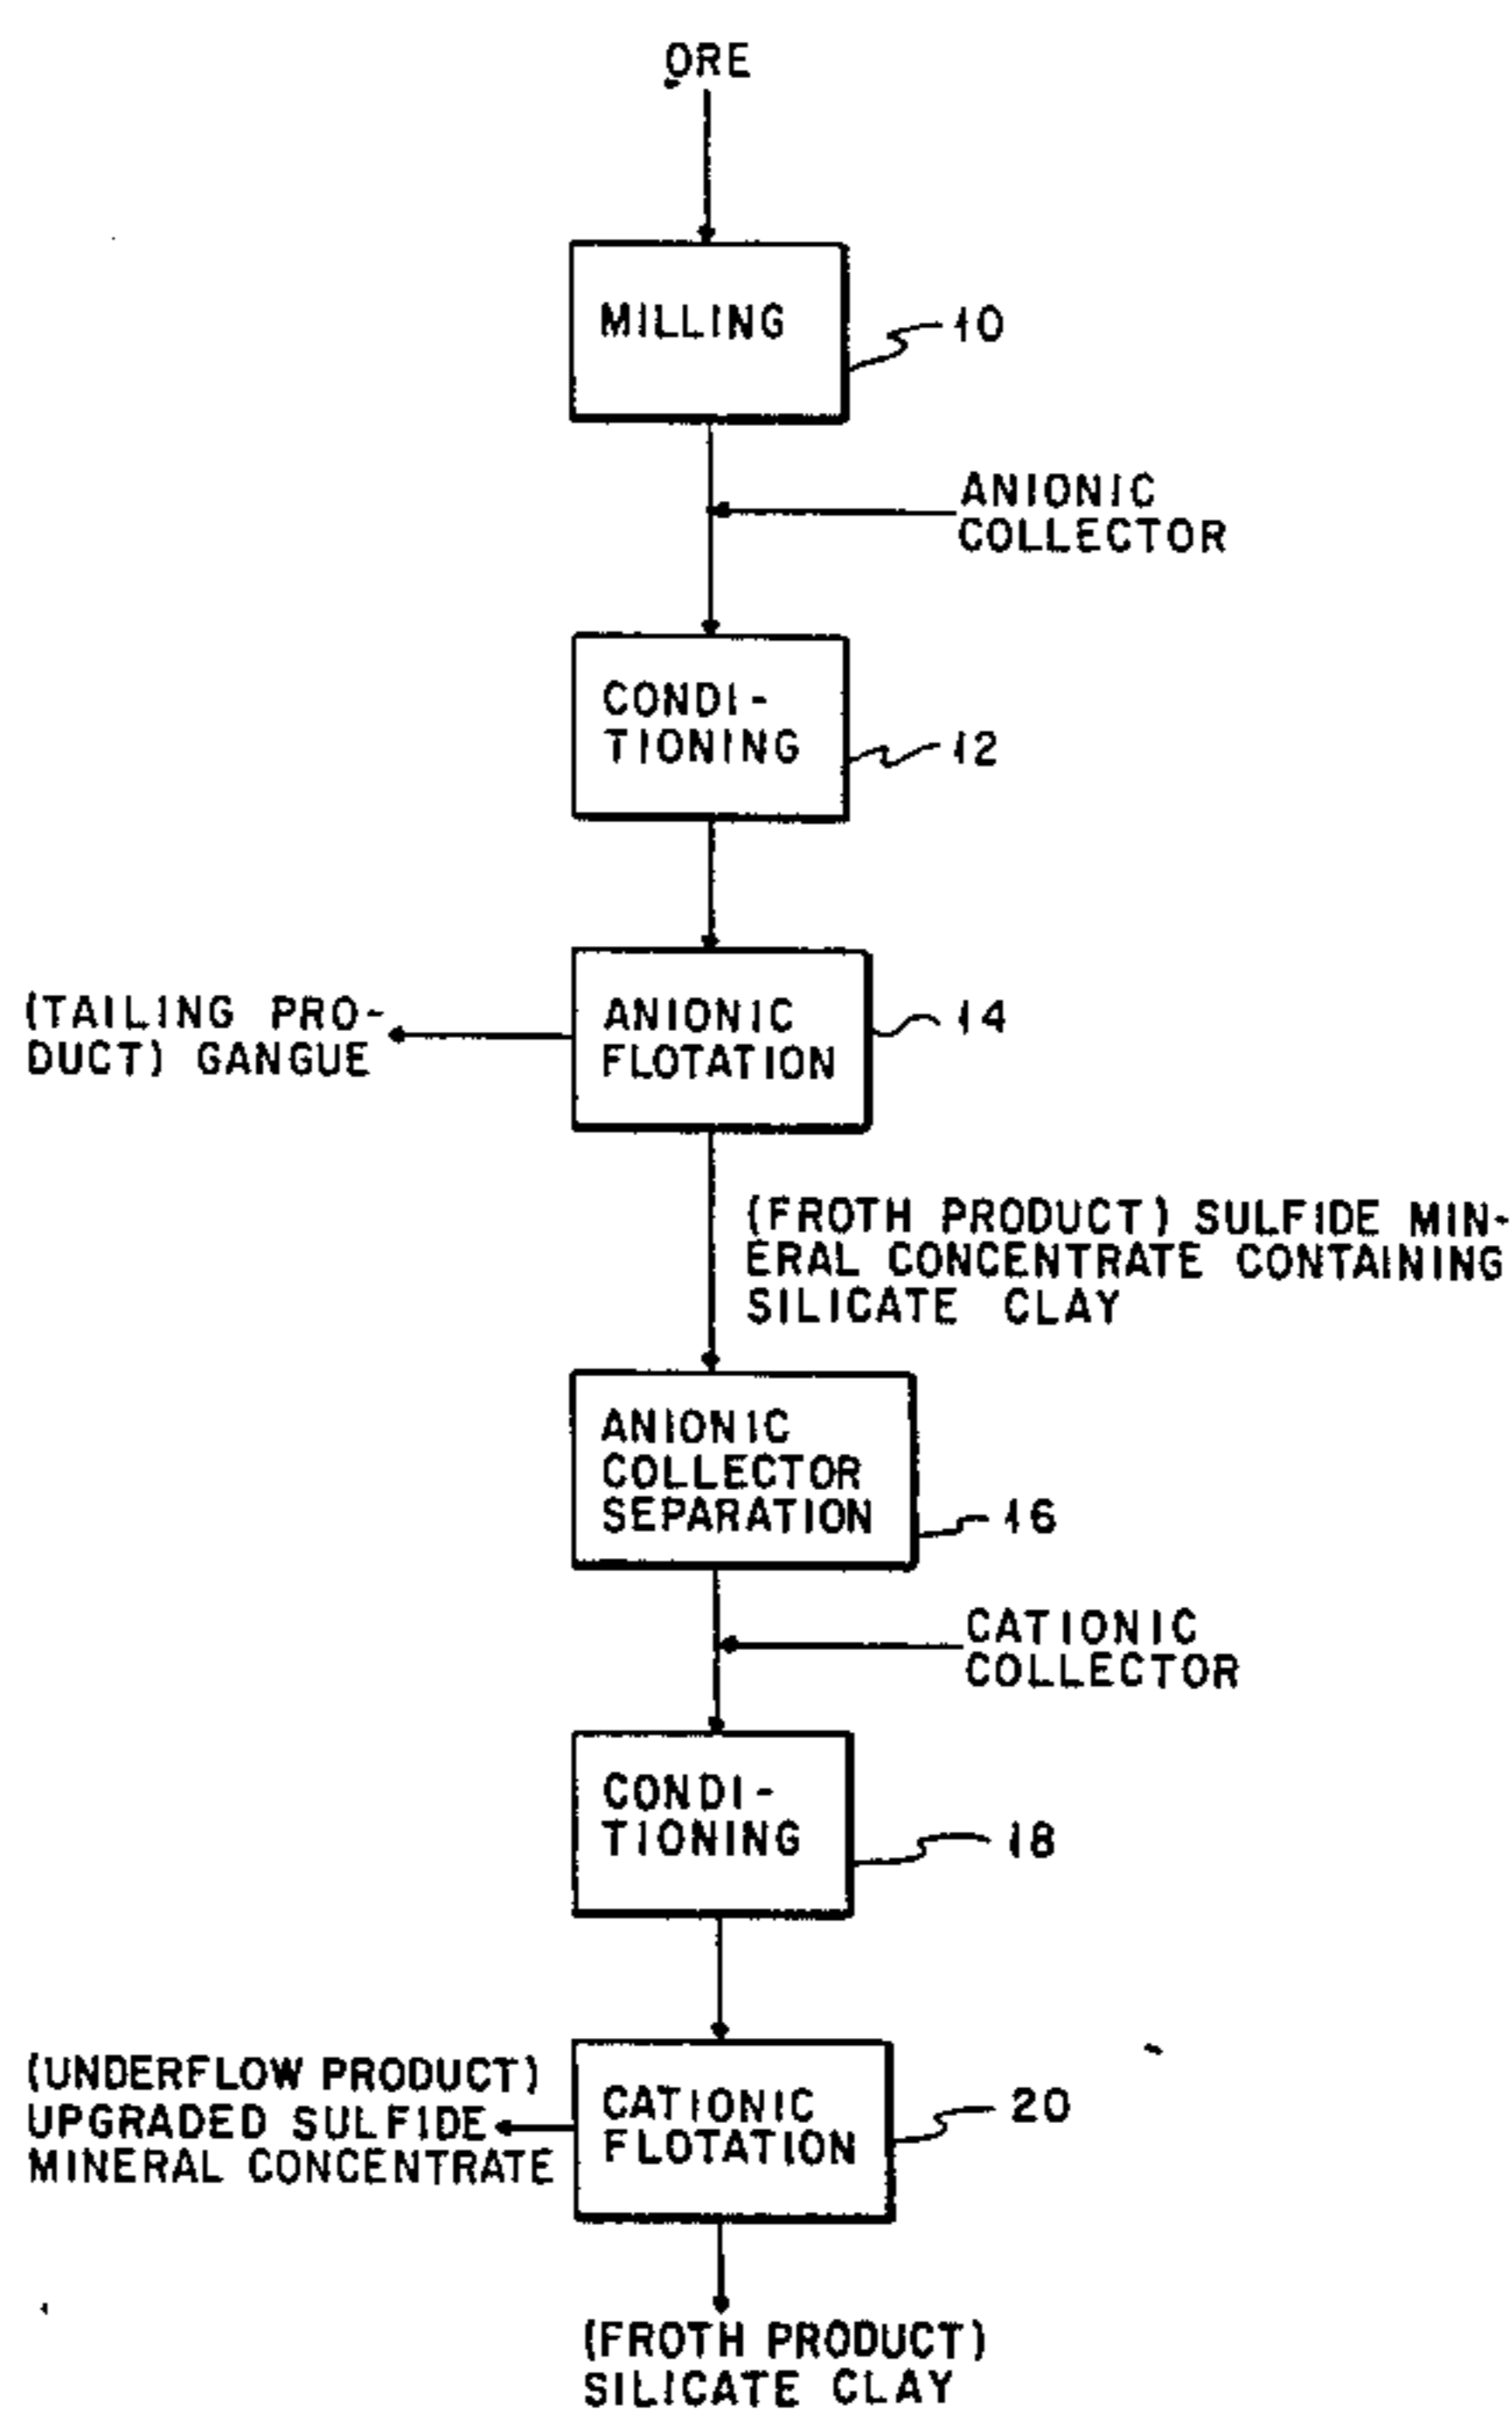 ORE
MILLING
10
ANIONIC
COLLECTOR
CONDI-
TIONING
12
(TAILING PRO-
DUCT) GANGUE
ANIONIC
FLOTATION
14
(FROTH PRODUCT) SULFIDE MIN-
ERAL CONCENTRATE CONTAINING
SILICATE CLAY
ANIONIC
COLLECTOR
SEPARATION
16
CATIONIC
COLLECTOR
CONDI-
TIONING
18
(UNDERFLOW PRODUCT)
UPGRADED SULFIDE
MINERAL CONCENTRATE
CATIONIC
FLOTATION
20
(FROTH PRODUCT)
SILICATE CLAY